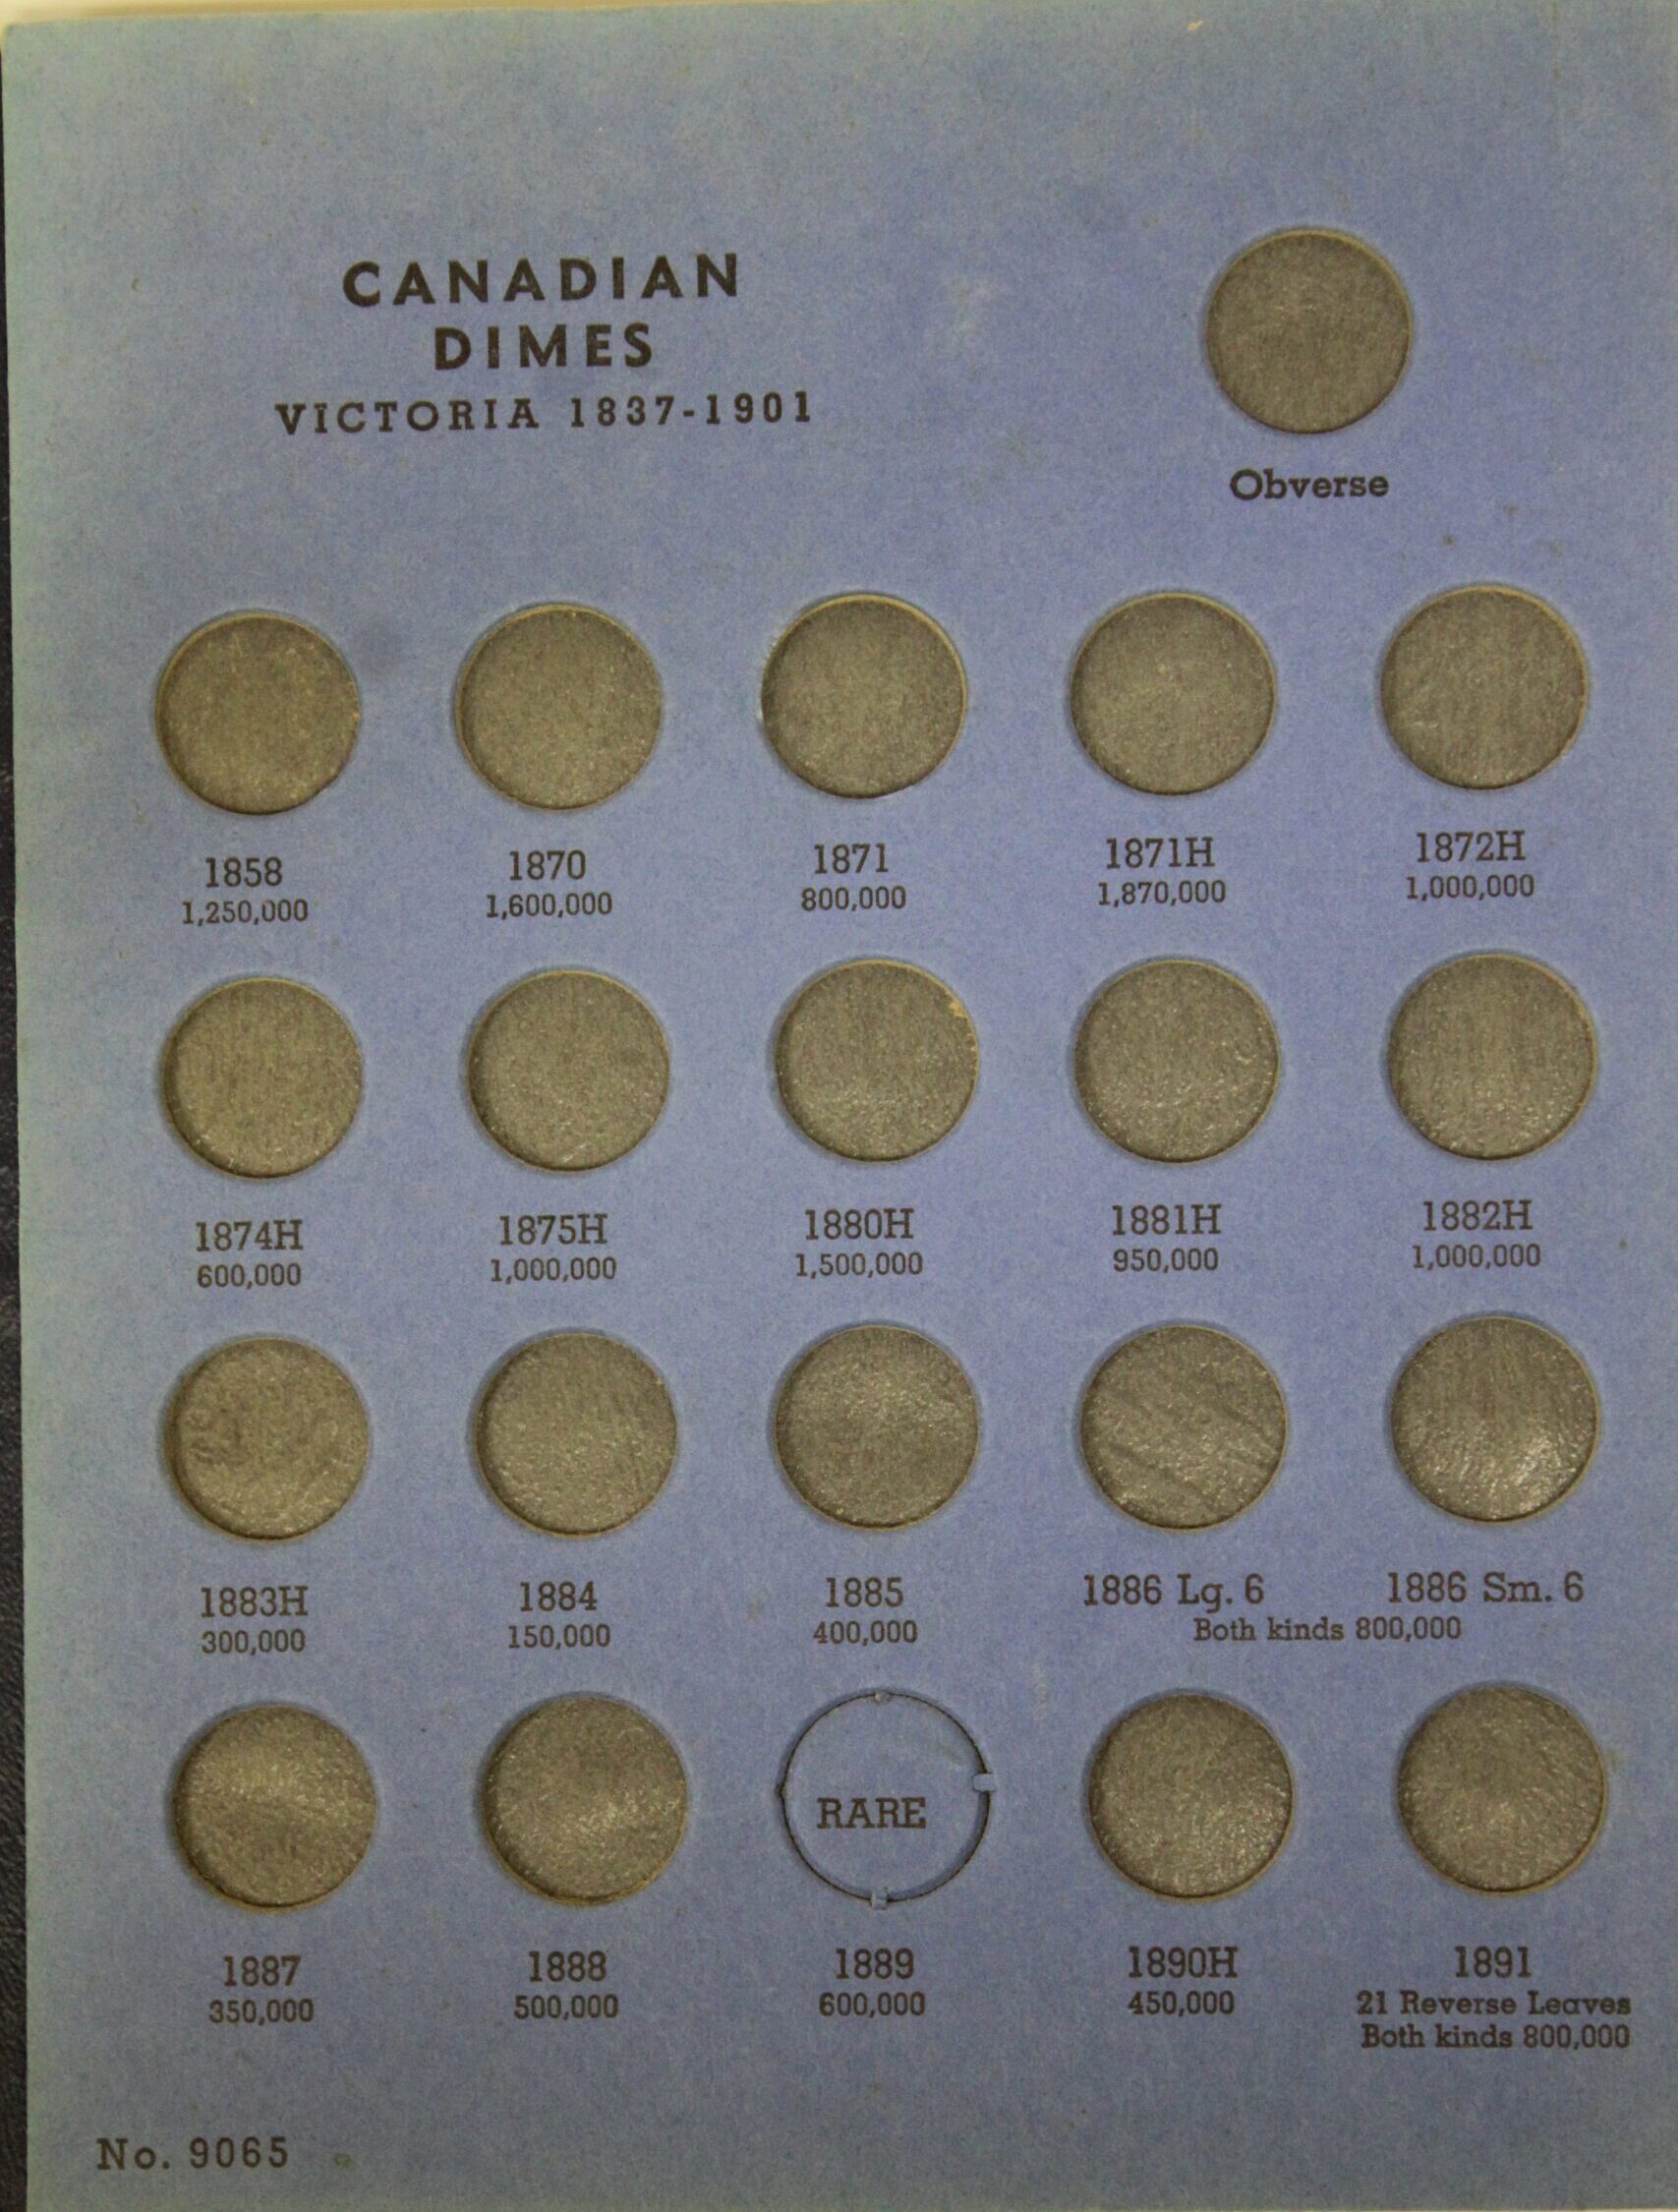 CANADIAN
DIMES
VICTORIA 1837-1901
Obverse
1858 1870 1871 1871H 1872H
1,250,000 1,600,000 800,000 1,870,000 1,000,000
1874H 1875H 1880H 1881H 1882H
600,000 1,000,000 1,500,000 950,000 1,000,000
1883H 1884 1885 1886 Lg. 6 1886 Sm. 6
300,000 150,000 400,000 Both kinds 800,000
RARE
1887 1888 1889 1890H 1891
350,000 500,000 600,000 450,000 21 Reverse Leaves
Both kinds 800,000
No. 9065